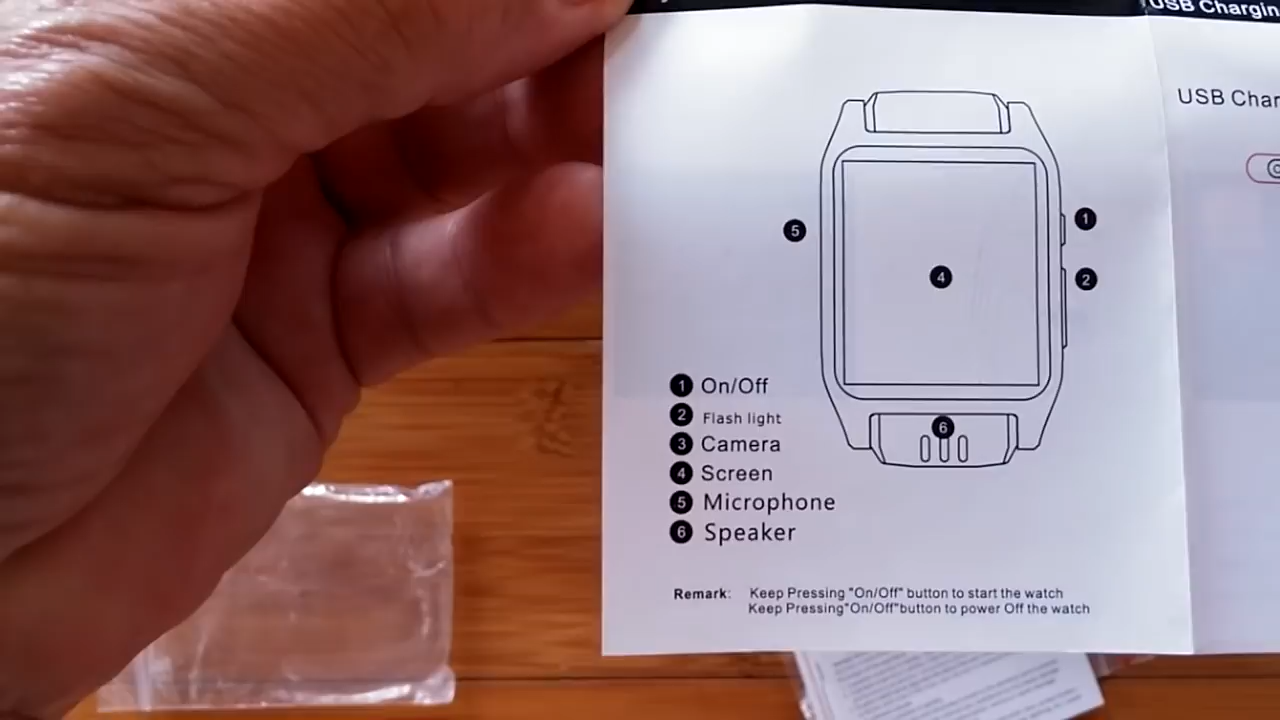 USB Chargin
USB Char
5
1
4
2
6
1 On/Off
2 Flash light
3 Camera
4 Screen
5 Microphone
6 Speaker
Remark: Keep Pressing "On/Off" button to start the watch
Keep Pressing"On/Off"button to power Off the watch